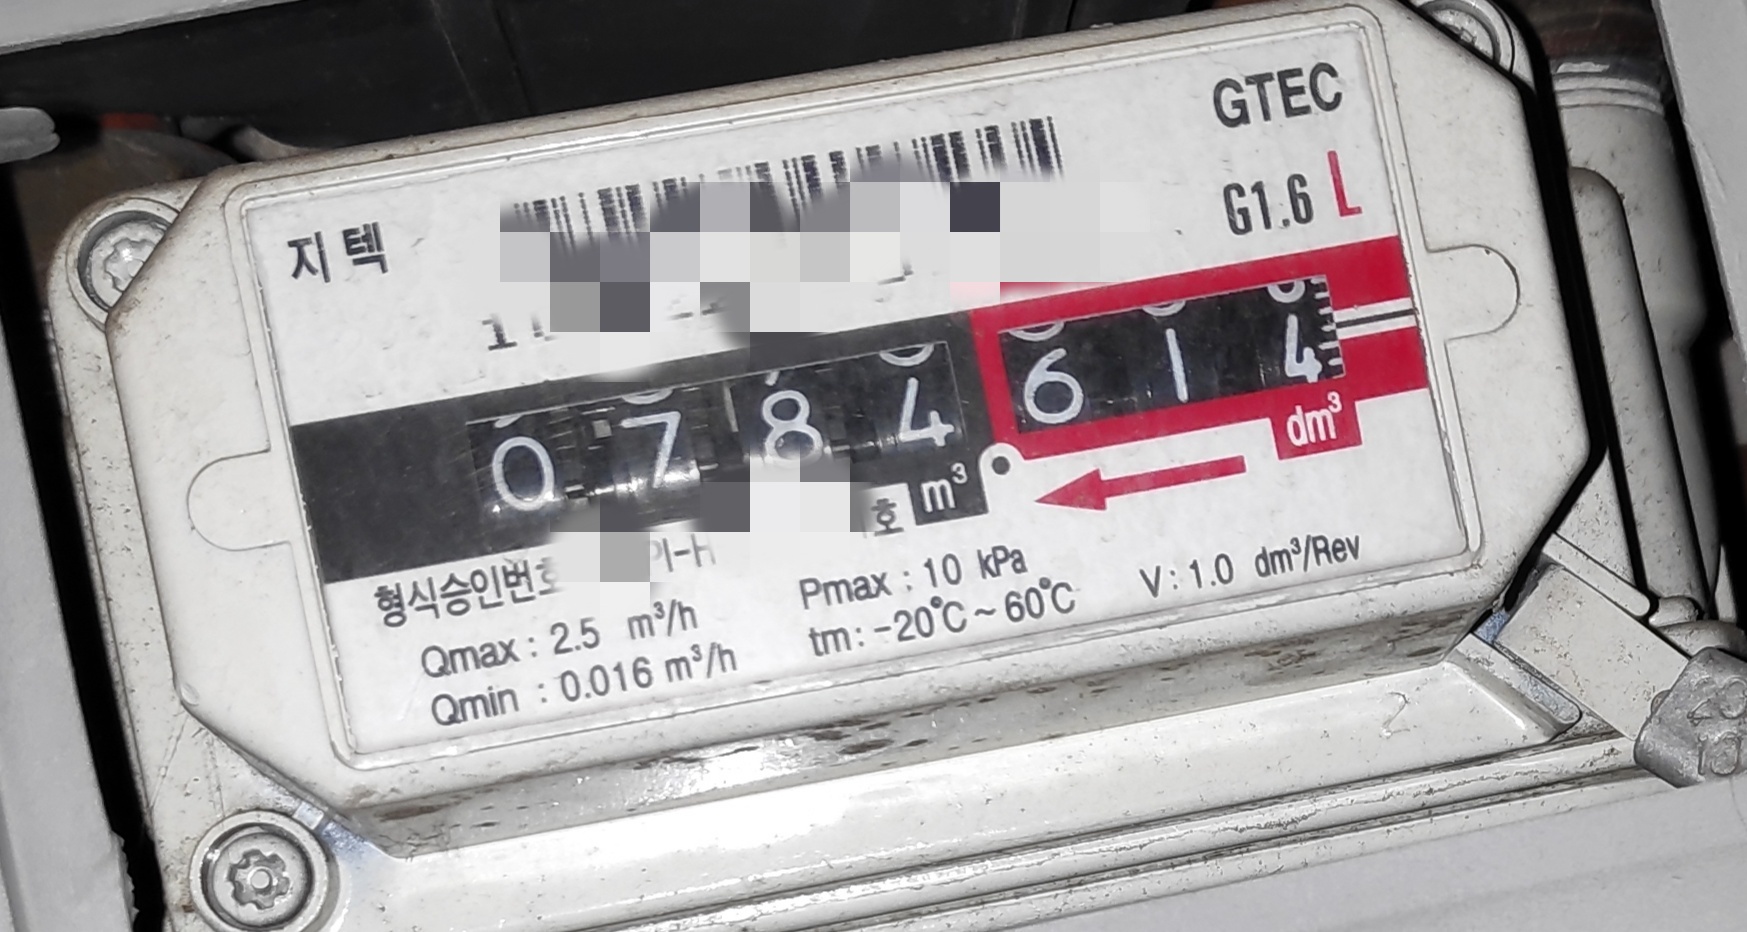 GTEC
지텍
G1.6 L
0784 614
m³
dm³
호
형식승인번호
Qmax : 2.5 m³/h
Qmin : 0.016 m³/h
Pmax : 10 kPa
tm : -20℃ ~ 60℃
V : 1.0 dm³/Rev